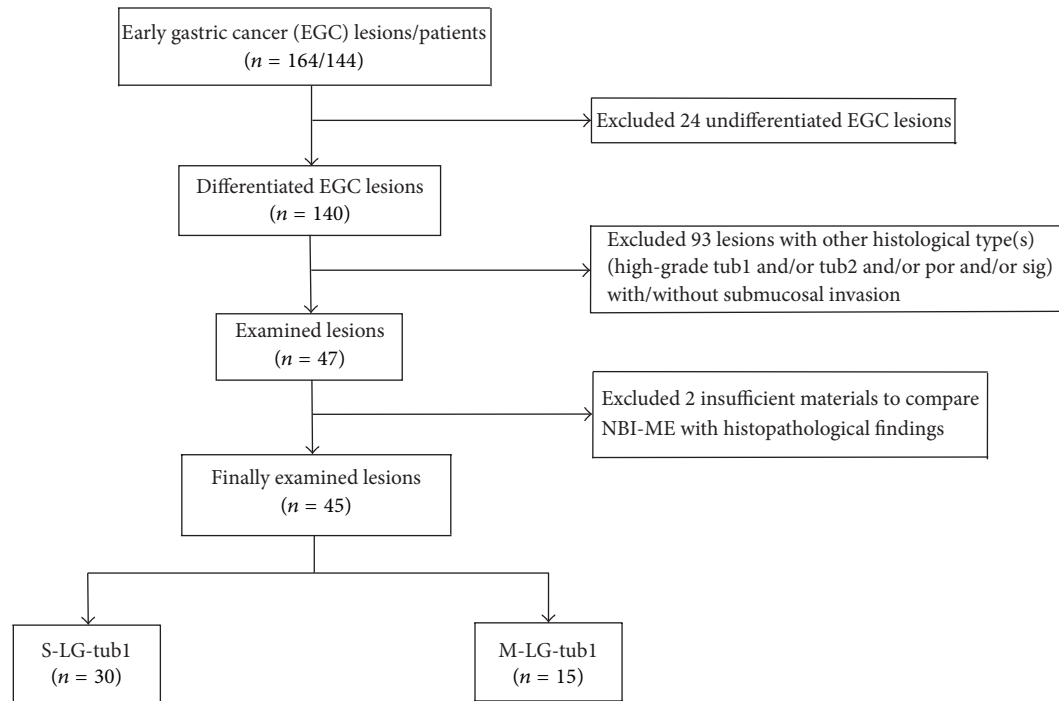 Early gastric cancer (EGC) lesions/patients
(n = 164/144)
Excluded 24 undifferentiated EGC lesions
Differentiated EGC lesions
(n = 140)
Excluded 93 lesions with other histological type(s)
(high-grade tub1 and/or tub2 and/or por and/or sig)
with/without submucosal invasion
Examined lesions
(n = 47)
Excluded 2 insufficient materials to compare
NBI-ME with histopathological findings
Finally examined lesions
(n = 45)
S-LG-tub1
(n = 30)
M-LG-tub1
(n = 15)